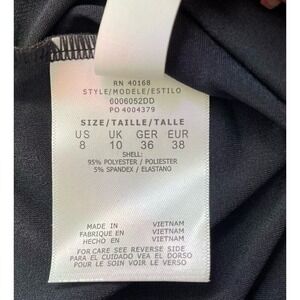 RN 40168
STYLE/MODELE/ESTILO
6006052DD
PO 4004379
SIZE/TAILLE/TALLE
US UK GER EUR
8 10 36 38
SHELL:
95% POLYESTER / POLIESTER
5% SPANDEX / ELASTANO
MADE IN VIETNAM
FABRIQUE EN VIETNAM
HECHO EN VIETNAM
FOR CARE SEE REVERSE SIDE
PARA EL CUIDADO VEA EL DORSO
POUR LE SOIN VOIR LE VERSO